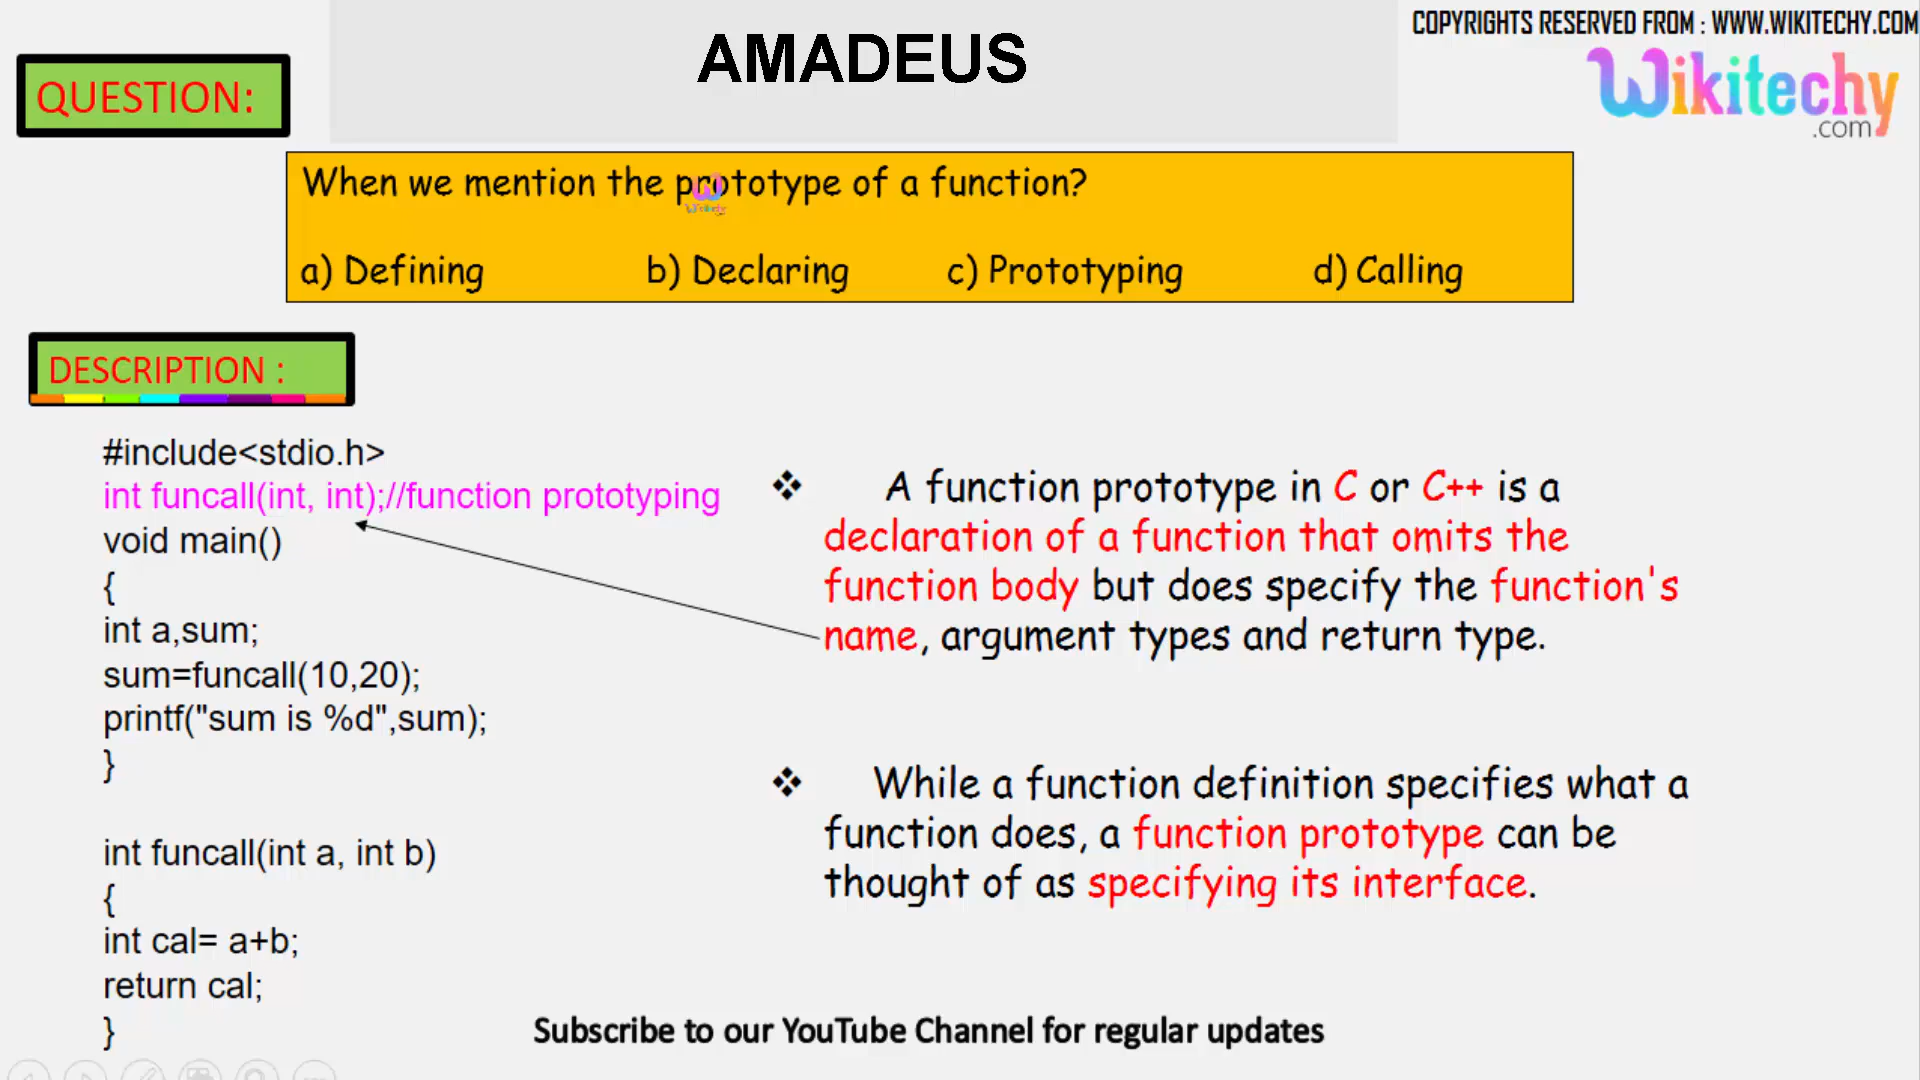 COPYRIGHTS RESERVED FROM : WWW.WIKITECHY.COM
AMADEUS
Wikitechy
.com
QUESTION:
When we mention the prototype of a function?
a) Defining b) Declaring c) Prototyping d) Calling
DESCRIPTION :
#include<stdio.h>
int funcall(int, int);//function prototyping
void main()
{
int a,sum;
sum=funcall(10,20);
printf("sum is %d",sum);
}
int funcall(int a, int b)
{
int cal= a+b;
return cal;
}
❖ A function prototype in C or C++ is a
declaration of a function that omits the
function body but does specify the function's
name, argument types and return type.
❖ While a function definition specifies what a
function does, a function prototype can be
thought of as specifying its interface.
Subscribe to our YouTube Channel for regular updates